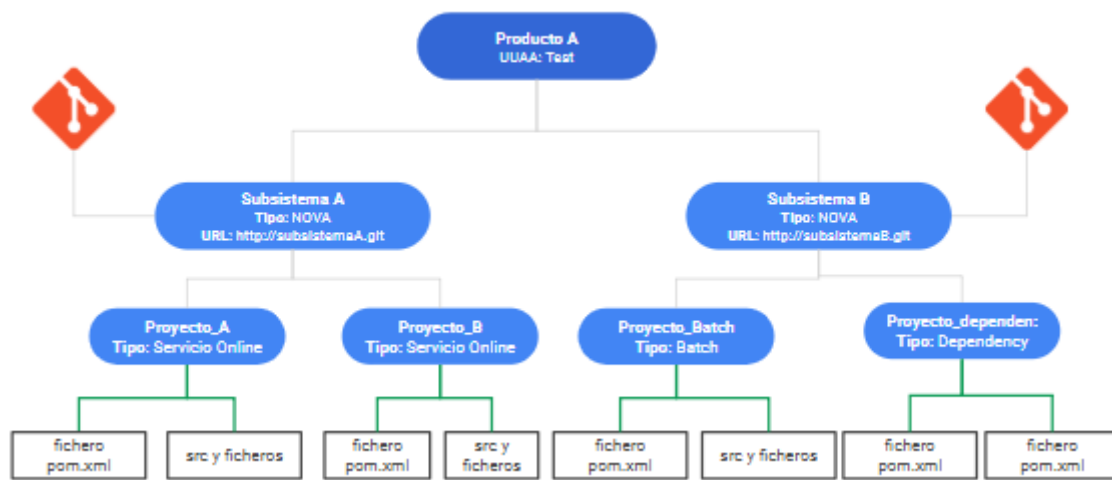 Producto A
UUAA: Test
Subsistema A
Tipo: NOVA
URL: http://subsistemaA.git
Subsistema B
Tipo: NOVA
URL: http://subsistemaB.git
Proyecto_A
Tipo: Servicio Online
Proyecto_B
Tipo: Servicio Online
Proyecto_Batch
Tipo: Batch
Proyecto_dependen:
Tipo: Dependency
fichero
pom.xml
src y ficheros
fichero
pom.xml
src y
ficheros
fichero
pom.xml
src y ficheros
fichero
pom.xml
fichero
pom.xml